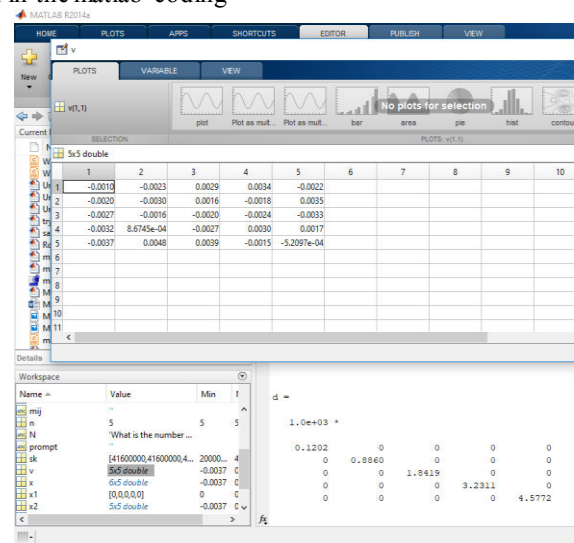 in the matlab coding
MATLAB R2014a
HOME PLOTS APPS SHORTCUTS EDITOR PUBLISH VIEW
v
New
PLOTS VARIABLE VIEW
v(1,1)
No plots for selection
plot Plot as mult... Plot as mult... bar area pie hist contou
SELECTION PLOTS: v(1,1)
Current
5x5 double
1 2 3 4 5 6 7 8 9 10
1 -0.0010 -0.0023 0.0029 0.0034 -0.0022
2 -0.0020 -0.0030 0.0016 -0.0018 0.0035
3 -0.0027 -0.0016 -0.0020 -0.0024 -0.0033
4 -0.0032 8.6745e-04 -0.0027 0.0030 0.0017
5 -0.0037 0.0048 0.0039 -0.0015 -5.2097e-04
6
7
8
9
10
11
Details
Workspace
Name Value Min
mij ''
n 5 5 5
N 'What is the number ...
prompt ''
sk [41600000,41600000,4... 20000... 4
v 5x5 double -0.0037
x 6x5 double -0.0037
x1 [0,0,0,0,0] 0 0
x2 5x5 double -0.0037
d =
1.0e+03 *
0.1202 0 0 0 0
0 0.8860 0 0 0
0 0 1.8419 0 0
0 0 0 3.2311 0
0 0 0 0 4.5772
fx